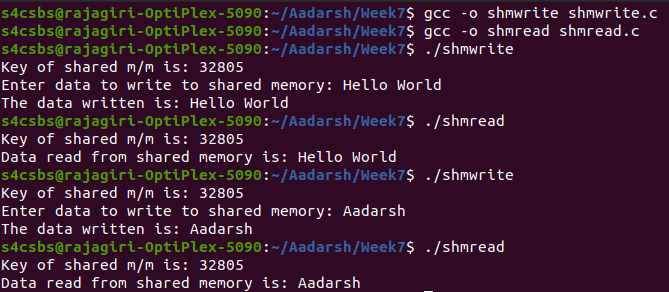 s4csbs@rajagiri-OptiPlex-5090:~/Aadarsh/Week7$ gcc -o shmwrite shmwrite.c
s4csbs@rajagiri-OptiPlex-5090:~/Aadarsh/Week7$ gcc -o shmread shmread.c
s4csbs@rajagiri-OptiPlex-5090:~/Aadarsh/Week7$ ./shmwrite
Key of shared m/m is: 32805
Enter data to write to shared memory: Hello World
The data written is: Hello World
s4csbs@rajagiri-OptiPlex-5090:~/Aadarsh/Week7$ ./shmread
Key of shared m/m is: 32805
Data read from shared memory is: Hello World
s4csbs@rajagiri-OptiPlex-5090:~/Aadarsh/Week7$ ./shmwrite
Key of shared m/m is: 32805
Enter data to write to shared memory: Aadarsh
The data written is: Aadarsh
s4csbs@rajagiri-OptiPlex-5090:~/Aadarsh/Week7$ ./shmread
Key of shared m/m is: 32805
Data read from shared memory is: Aadarsh